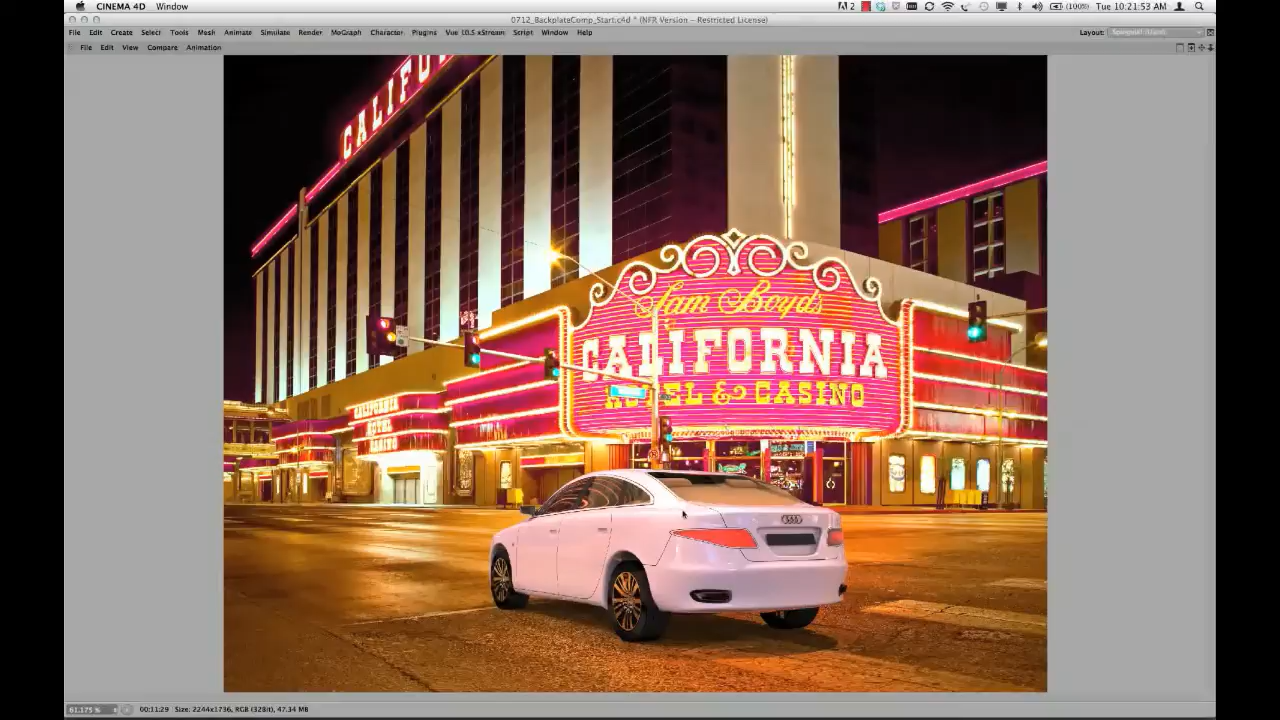 CINEMA 4D Window
2 (100%) Tue 10:21:53 AM
0712_BackplateComp_Start.c4d * (NFR Version - Restricted License)
File Edit Create Select Tools Mesh Animate Simulate Render MoGraph Character Plugins Vue 10.5 xStream Script Window Help
Layout:
File Edit View Compare Animation
CALIFO
Sam Boyd's
CALIFORNIA
HOTEL & CASINO
CALIFORNIA
HOTEL
CASINO
61.175 % 00:11:29 Size: 2244x1736, RGB (32Bit), 47.34 MB